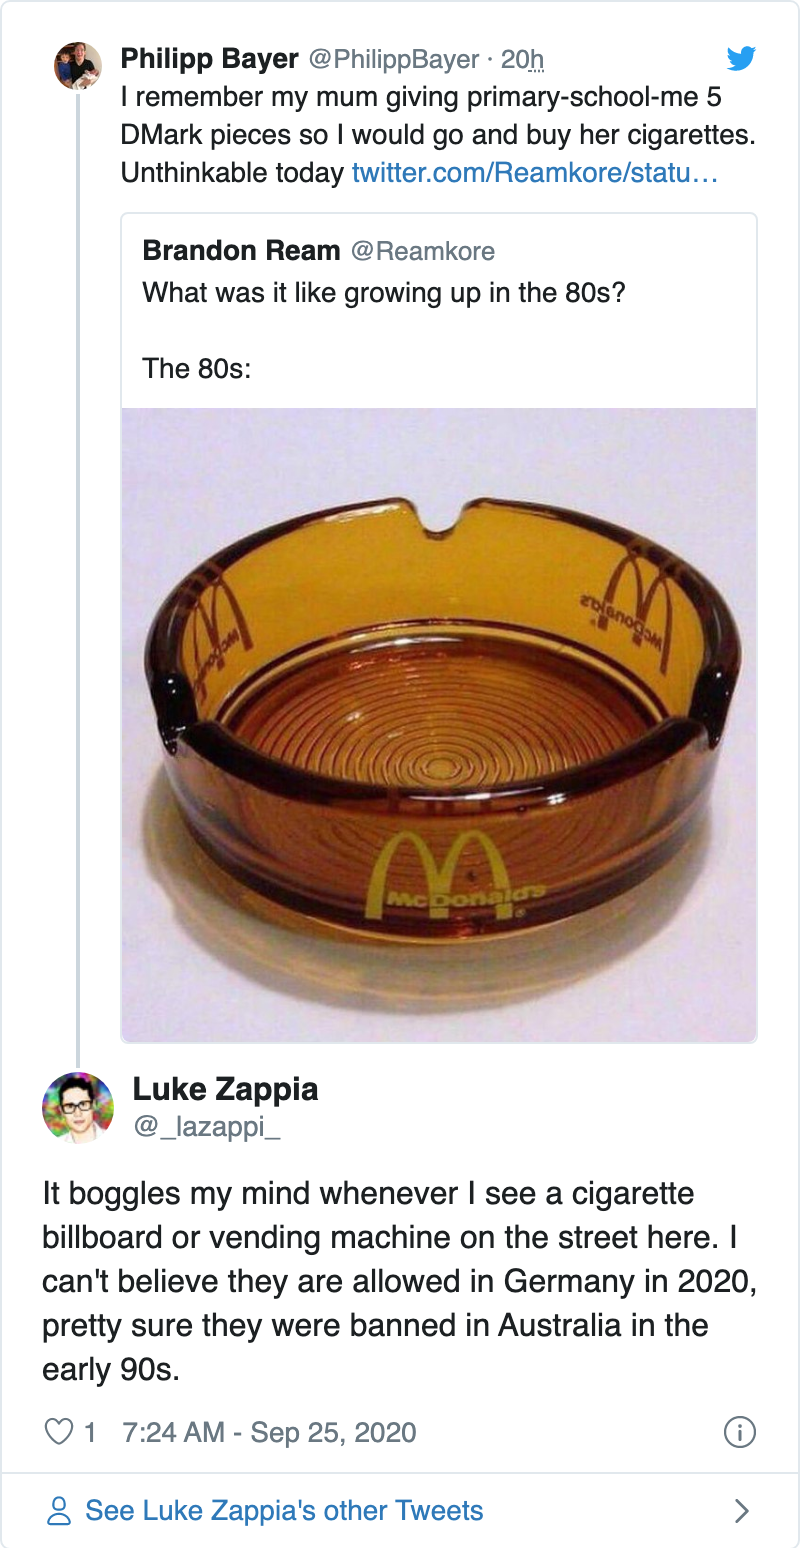 Philipp Bayer @PhilippBayer · 20h
I remember my mum giving primary-school-me 5
DMark pieces so I would go and buy her cigarettes.
Unthinkable today twitter.com/Reamkore/statu…
Brandon Ream @Reamkore
What was it like growing up in the 80s?
The 80s:
McDonald's
McDonald's
McDonald's
®
Luke Zappia
@_lazappi_
It boggles my mind whenever I see a cigarette
billboard or vending machine on the street here. I
can't believe they are allowed in Germany in 2020,
pretty sure they were banned in Australia in the
early 90s.
1 7:24 AM - Sep 25, 2020
See Luke Zappia's other Tweets